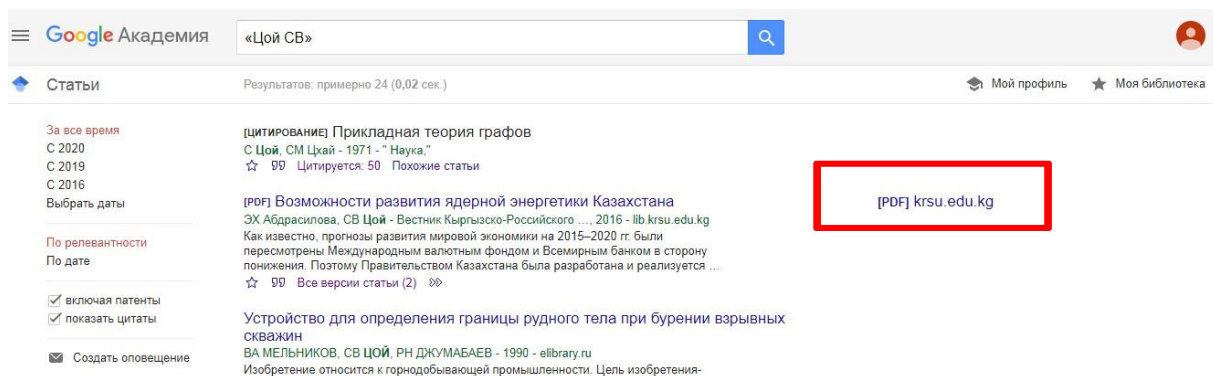 Google Академия
«Цой СВ»
Статьи
Результатов: примерно 24 (0,02 сек.)
Мой профиль
Моя библиотека
За все время
С 2020
С 2019
С 2016
Выбрать даты
По релевантности
По дате
включая патенты
показать цитаты
Создать оповещение
[ЦИТИРОВАНИЕ] Прикладная теория графов
С Цой, СМ Цхай - 1971 - " Наука,"
Цитируется: 50 Похожие статьи
[PDF] Возможности развития ядерной энергетики Казахстана
ЭХ Абдрасилова, СВ Цой - Вестник Кыргызско-Российского …, 2016 - lib.krsu.edu.kg
Как известно, прогнозы развития мировой экономики на 2015–2020 гг. были
пересмотрены Международным валютным фондом и Всемирным банком в сторону
понижения. Поэтому Правительством Казахстана была разработана и реализуется …
Все версии статьи (2)
[PDF] krsu.edu.kg
Устройство для определения границы рудного тела при бурении взрывных
скважин
ВА МЕЛЬНИКОВ, СВ ЦОЙ, РН ДЖУМАБАЕВ - 1990 - elibrary.ru
Изобретение относится к горнодобывающей промышленности. Цель изобретения-